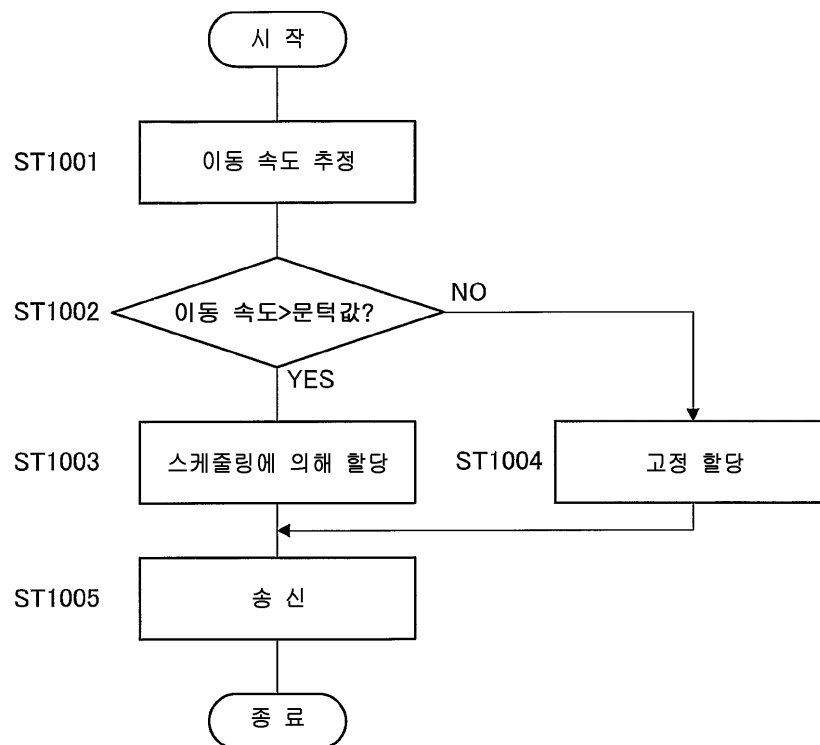 시 작
ST1001
이동 속도 추정
ST1002
이동 속도>문턱값?
NO
YES
ST1003
스케줄링에 의해 할당
ST1004
고정 할당
ST1005
송 신
종 료